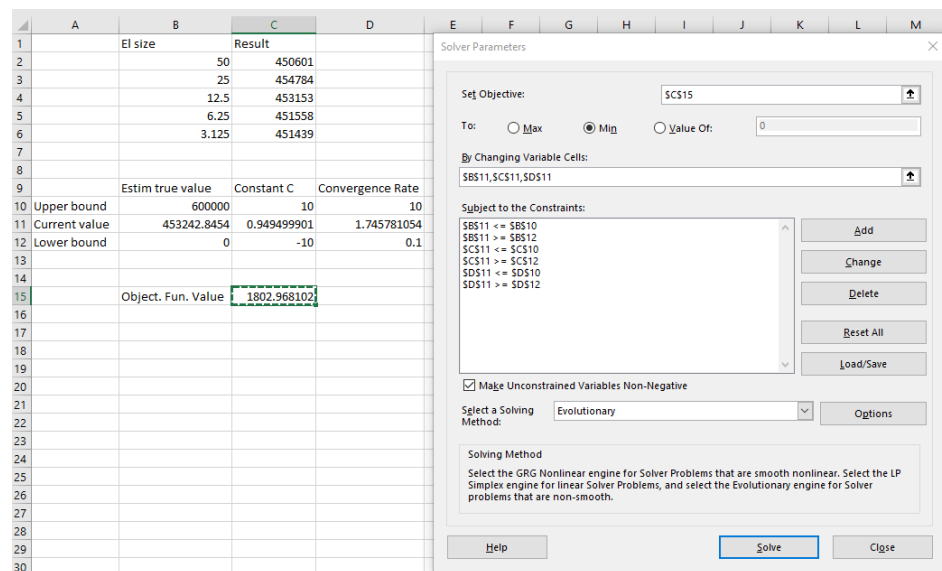 A B C D E F G H I J K L M
1 El size Result
2 50 450601
3 25 454784
4 12.5 453153
5 6.25 451558
6 3.125 451439
7
8
9 Estim true value Constant C Convergence Rate
10 Upper bound 600000 10 10
11 Current value 453242.8454 0.949499901 1.745781054
12 Lower bound 0 -10 0.1
13
14
15 Object. Fun. Value 1802.968102
16
17
18
19
20
21
22
23
24
25
26
27
28
29
30
Solver Parameters
Set Objective: $C$15
To: Max Min Value Of: 0
By Changing Variable Cells:
$B$11,$C$11,$D$11
Subject to the Constraints:
$B$11 <= $B$10
$B$11 >= $B$12
$C$11 <= $C$10
$C$11 >= $C$12
$D$11 <= $D$10
$D$11 >= $D$12
Add
Change
Delete
Reset All
Load/Save
Make Unconstrained Variables Non-Negative
Select a Solving
Method:
Evolutionary
Options
Solving Method
Select the GRG Nonlinear engine for Solver Problems that are smooth nonlinear. Select the LP
Simplex engine for linear Solver Problems, and select the Evolutionary engine for Solver
problems that are non-smooth.
Help
Solve
Close